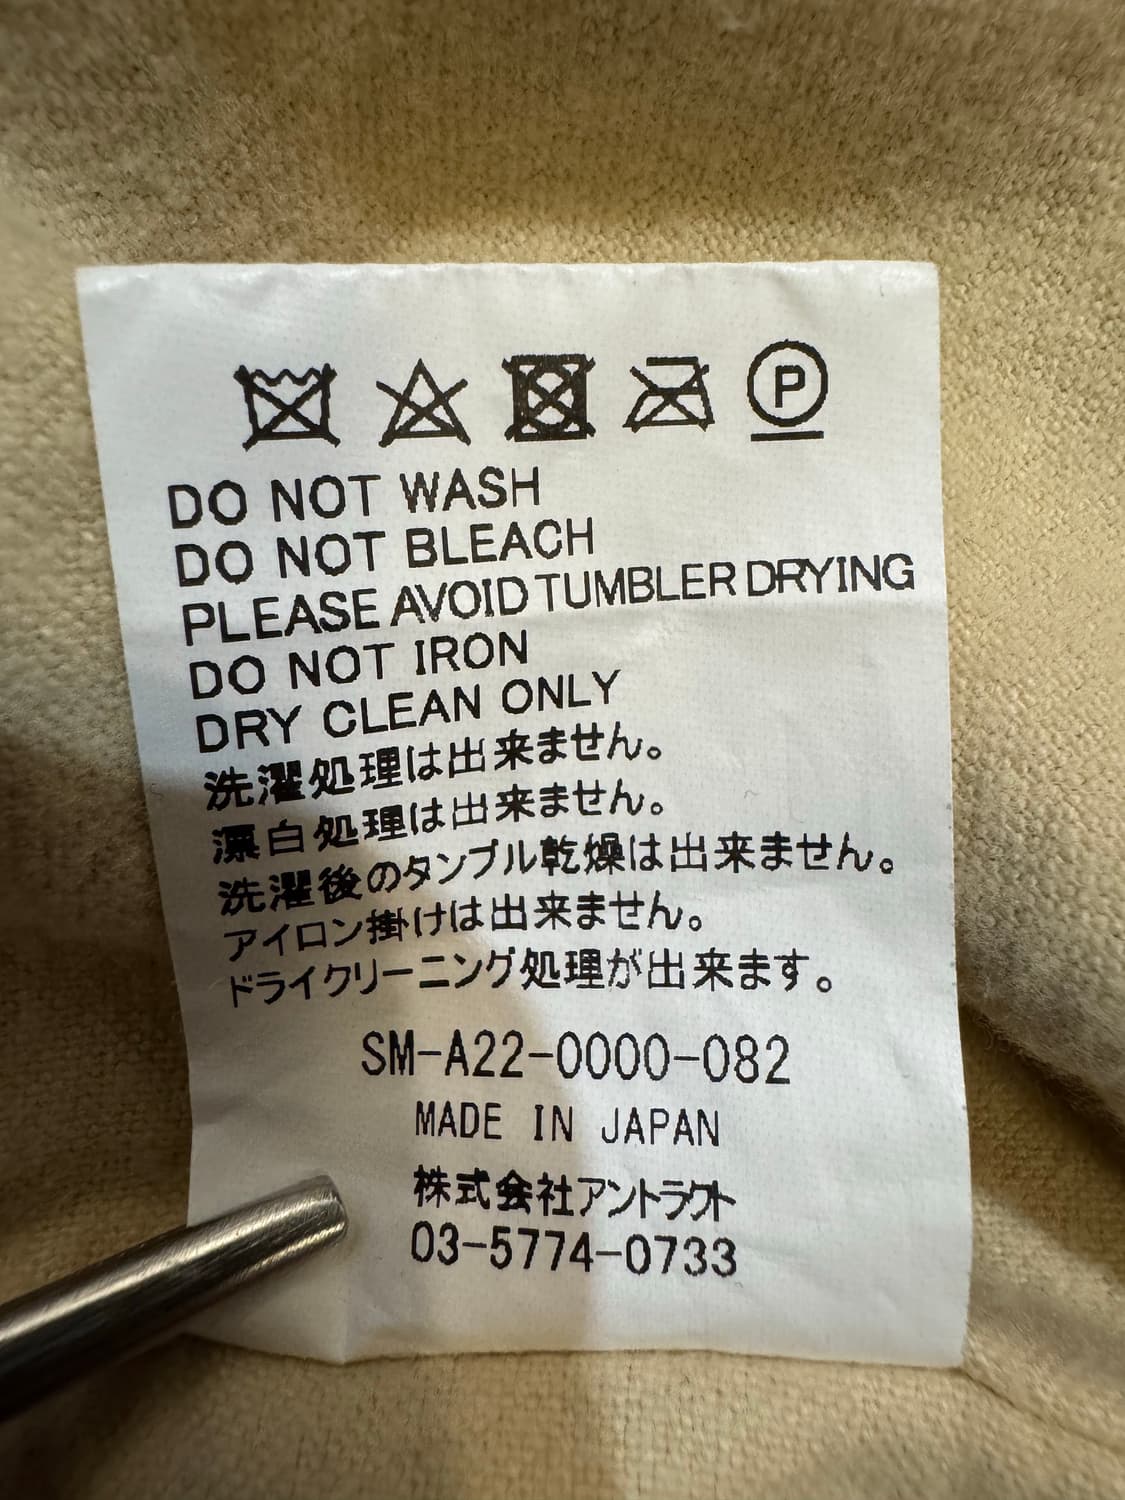 P
DO NOT WASH
DO NOT BLEACH
PLEASE AVOID TUMBLER DRYING
DO NOT IRON
DRY CLEAN ONLY
洗濯処理は出来ません。
漂白処理は出来ません。
洗濯後のタンブル乾燥は出来ません。
アイロン掛けは出来ません。
ドライクリーニング処理が出来ます。
SM-A22-0000-082
MADE IN JAPAN
株式会社アントラクト
03-5774-0733